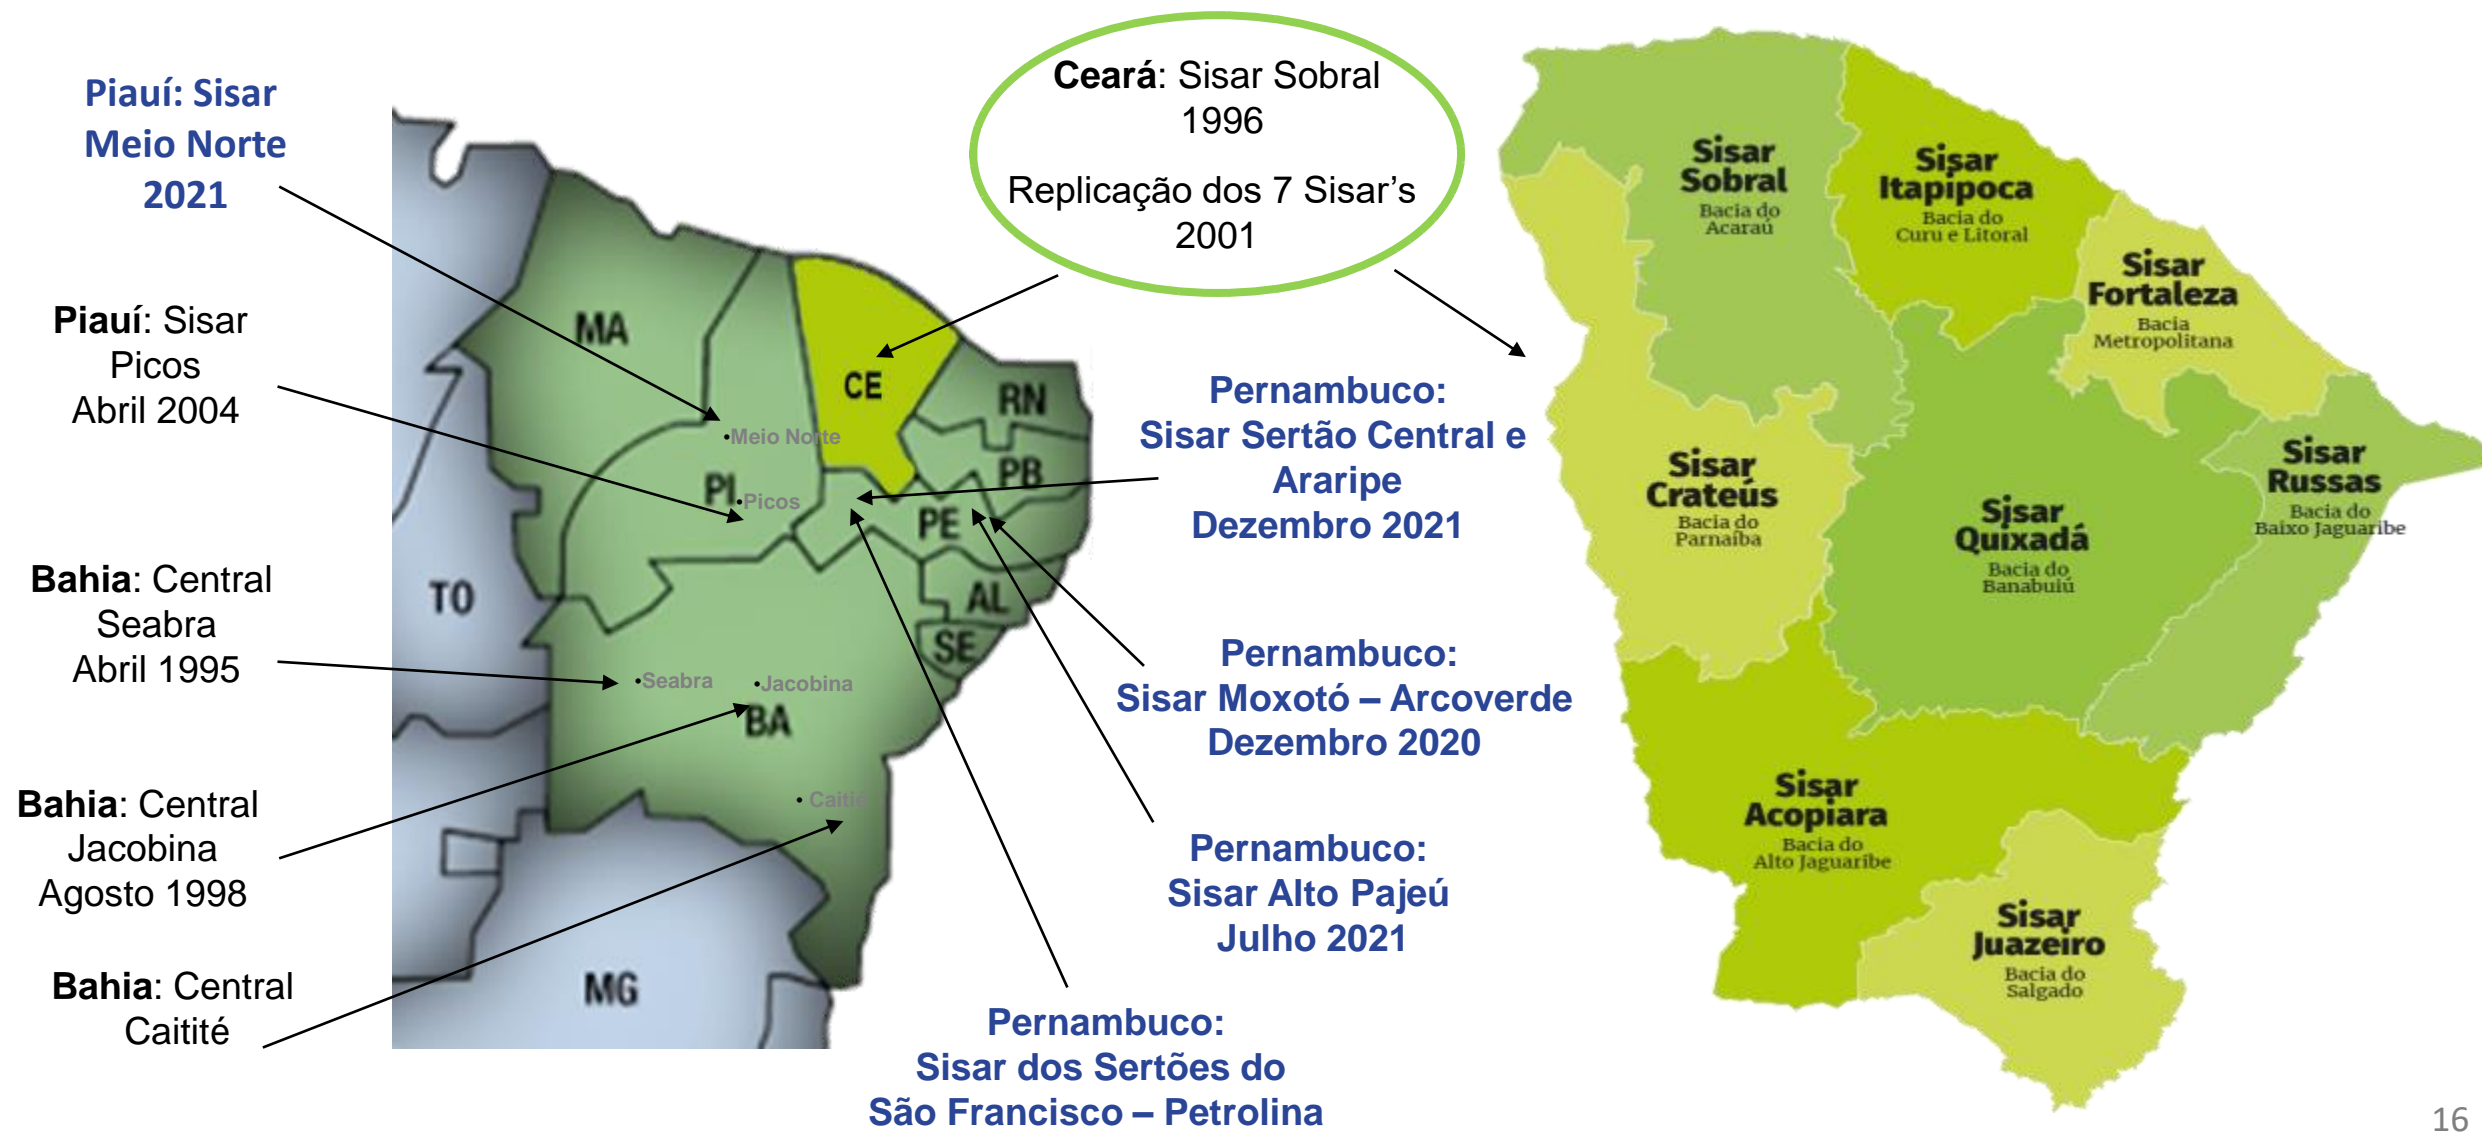 Piauí: Sisar
Meio Norte
2021
Piauí: Sisar
Picos
Abril 2004
Bahia: Central
Seabra
Abril 1995
Bahia: Central
Jacobina
Agosto 1998
Bahia: Central
Caitité
Ceará: Sisar Sobral
1996
Replicação dos 7 Sisar’s
2001
MA
CE
RN
•Meio Norte
PB
PI
•Picos
PE
TO
AL
SE
•Seabra
•Jacobina
BA
• Caitité
MG
Pernambuco:
Sisar Sertão Central e
Araripe
Dezembro 2021
Pernambuco:
Sisar Moxotó – Arcoverde
Dezembro 2020
Pernambuco:
Sisar Alto Pajeú
Julho 2021
Pernambuco:
Sisar dos Sertões do
São Francisco – Petrolina
Sisar
Sobral
Bacia do
Acaraú
Sisar
Itapipoca
Bacia do
Curu e Litoral
Sisar
Fortaleza
Bacia
Metropolitana
Sisar
Crateús
Bacia do
Parnaíba
Sisar
Quixadá
Bacia do
Banabuiú
Sisar
Russas
Bacia do
Baixo Jaguaribe
Sisar
Acopiara
Bacia do
Alto Jaguaribe
Sisar
Juazeiro
Bacia do
Salgado
16